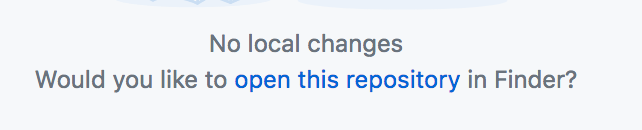 No local changes
Would you like to open this repository in Finder?